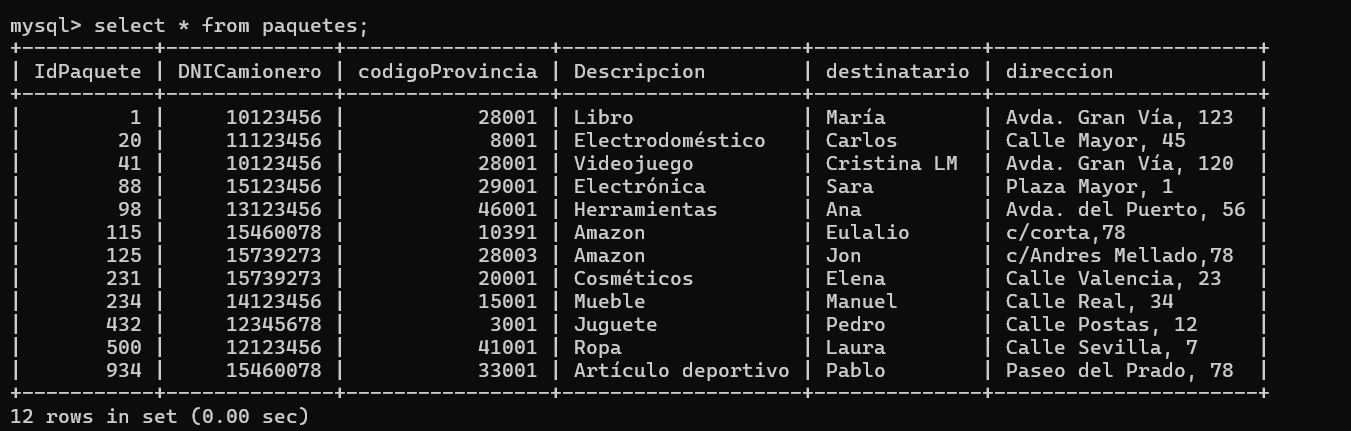 mysql> select * from paquetes;
+-----------+--------------+-----------------+--------------------+--------------+----------------------+
| IdPaquete | DNICamionero | codigoProvincia | Descripcion        | destinatario | direccion            |
+-----------+--------------+-----------------+--------------------+--------------+----------------------+
|         1 |     10123456 |           28001 | Libro              | María        | Avda. Gran Vía, 123  |
|        20 |     11123456 |            8001 | Electrodoméstico   | Carlos       | Calle Mayor, 45      |
|        41 |     10123456 |           28001 | Videojuego         | Cristina LM  | Avda. Gran Vía, 120  |
|        88 |     15123456 |           29001 | Electrónica        | Sara         | Plaza Mayor, 1       |
|        98 |     13123456 |           46001 | Herramientas       | Ana          | Avda. del Puerto, 56 |
|       115 |     15460078 |           10391 | Amazon             | Eulalio      | c/corta,78           |
|       125 |     15739273 |           28003 | Amazon             | Jon          | c/Andres Mellado,78  |
|       231 |     15739273 |           20001 | Cosméticos         | Elena        | Calle Valencia, 23   |
|       234 |     14123456 |           15001 | Mueble             | Manuel       | Calle Real, 34       |
|       432 |     12345678 |            3001 | Juguete            | Pedro        | Calle Postas, 12     |
|       500 |     12123456 |           41001 | Ropa               | Laura        | Calle Sevilla, 7     |
|       934 |     15460078 |           33001 | Artículo deportivo | Pablo        | Paseo del Prado, 78  |
+-----------+--------------+-----------------+--------------------+--------------+----------------------+
12 rows in set (0.00 sec)